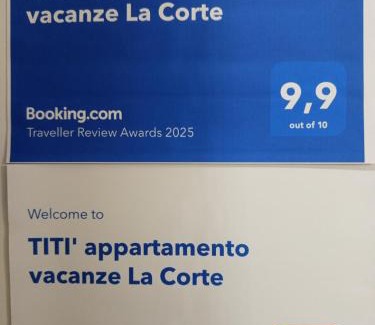 vacanze La Corte
9,9
Booking.com
Traveller Review Awards 2025
out of 10
Welcome to
TITI' appartamento
vacanze La Corte